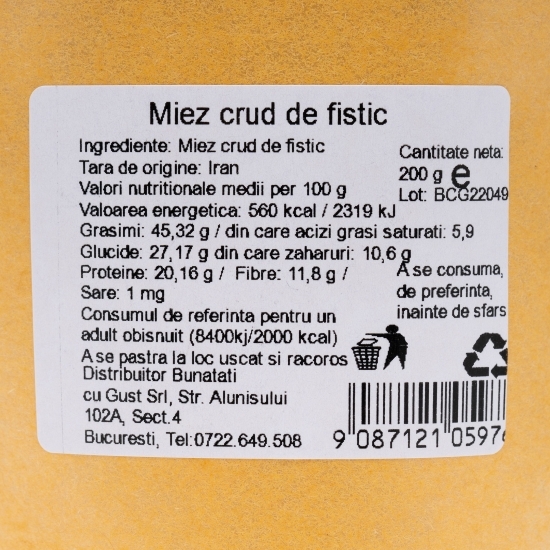 Miez crud de fistic
Ingrediente: Miez crud de fistic
Tara de origine: Iran
Valori nutritionale medii per 100 g
Valoarea energetica: 560 kcal / 2319 kJ
Grasimi: 45,32 g / din care acizi grasi saturati: 5,9
Glucide: 27,17 g din care zaharuri: 10,6 g
Proteine: 20,16 g / Fibre: 11,8 g /
Sare: 1 mg
Consumul de referinta pentru un
adult obisnuit (8400kj/2000 kcal)
A se pastra la loc uscat si racoros
Distribuitor Bunatati
cu Gust Srl, Str. Alunisului
102A, Sect.4
Bucuresti, Tel:0722.649.508
Cantitate neta:
200 g e
Lot: BCG22049
A se consuma,
de preferinta,
inainte de sfars
9 087121 0597